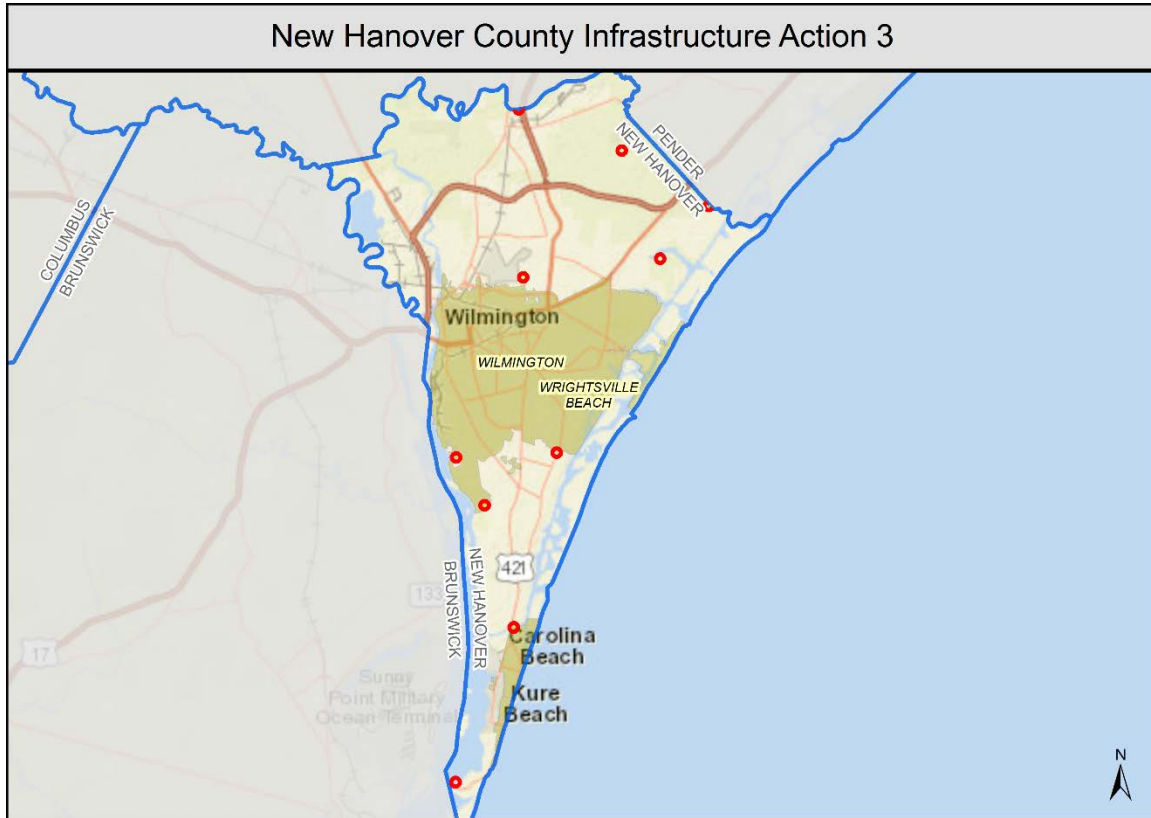 New Hanover County Infrastructure Action 3
PENDER
NEW HANOVER
COLUMBUS
BRUNSWICK
Wilmington
WILMINGTON
WRIGHTSVILLE
BEACH
421
NEW HANOVER
BRUNSWICK
133
17
Carolina
Beach
Sunny
Point Military
Ocean Terminal
Kure
Beach
N